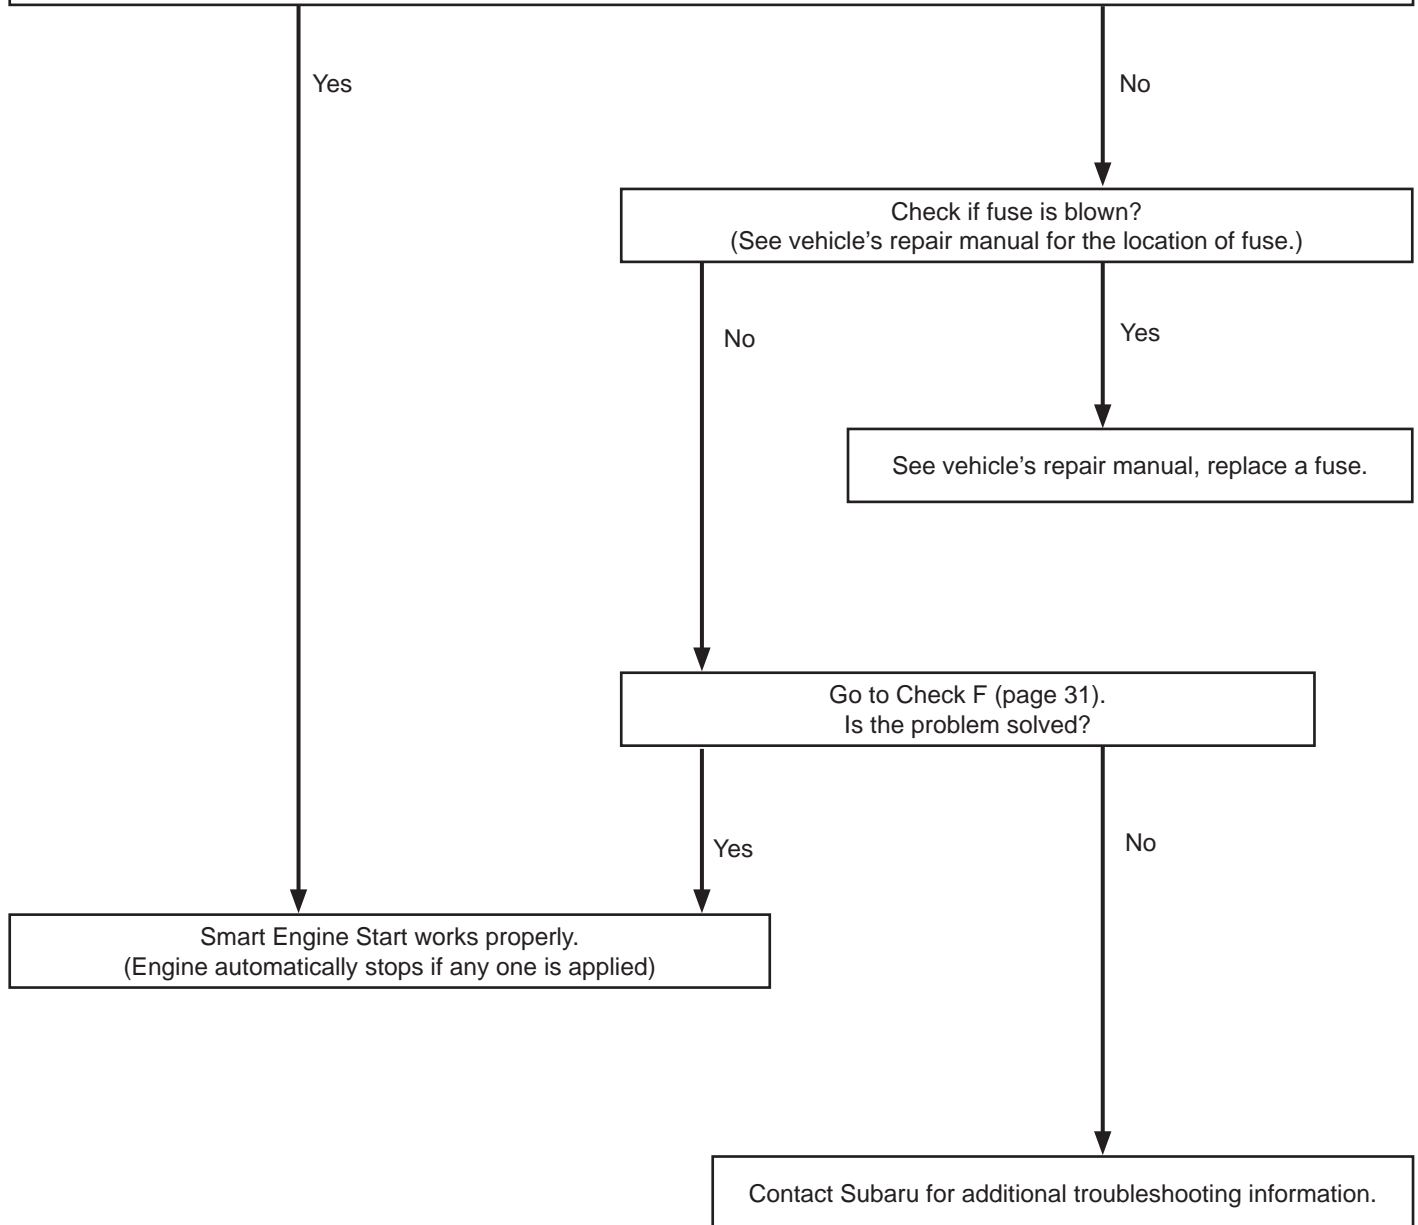 Yes
No
Check if fuse is blown?
(See vehicle’s repair manual for the location of fuse.)
No
Yes
See vehicle’s repair manual, replace a fuse.
Go to Check F (page 31).
Is the problem solved?
Yes
No
Smart Engine Start works properly.
(Engine automatically stops if any one is applied)
Contact Subaru for additional troubleshooting information.